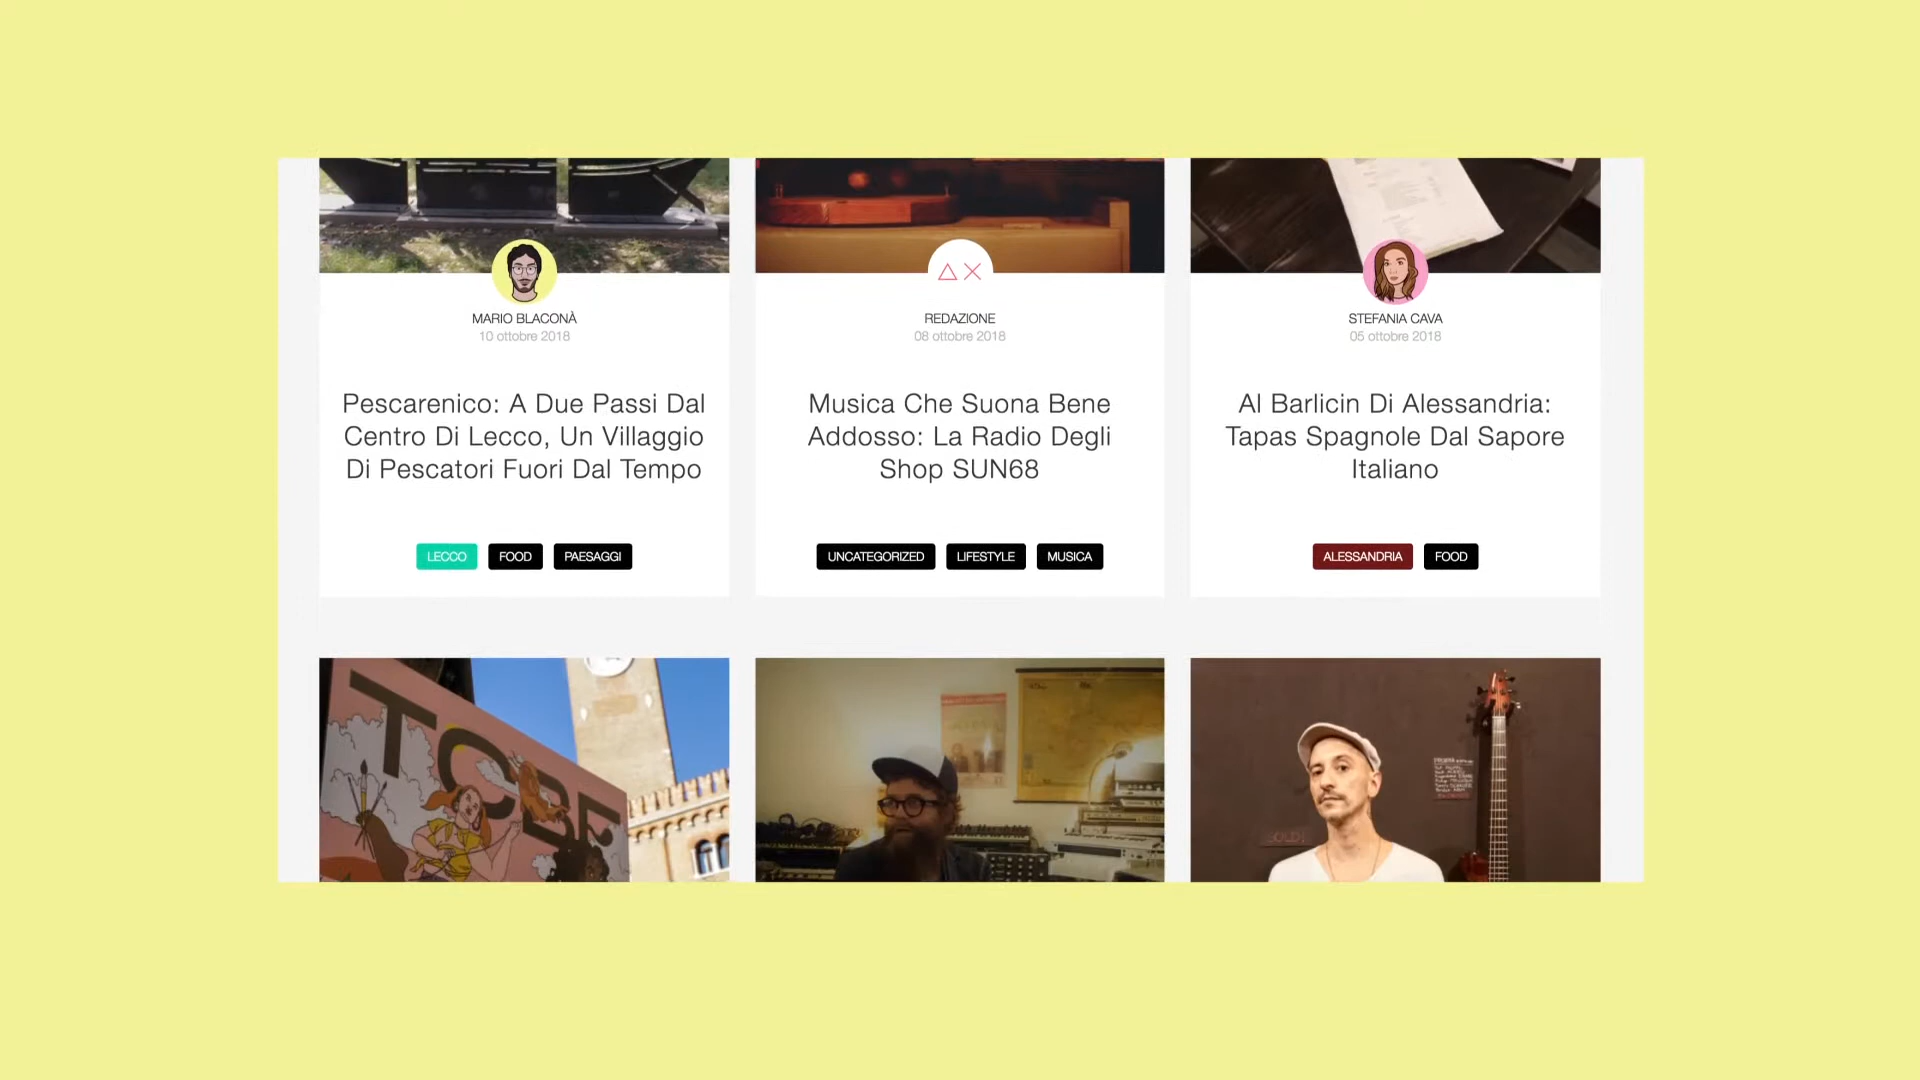 MARIO BLACONÀ
10 ottobre 2018
Pescarenico: A Due Passi Dal
Centro Di Lecco, Un Villaggio
Di Pescatori Fuori Dal Tempo
LECCO FOOD PAESAGGI
REDAZIONE
08 ottobre 2018
Musica Che Suona Bene
Addosso: La Radio Degli
Shop SUN68
UNCATEGORIZED LIFESTYLE MUSICA
STEFANIA CAVA
05 ottobre 2018
Al Barlicin Di Alessandria:
Tapas Spagnole Dal Sapore
Italiano
ALESSANDRIA FOOD
SOLD!